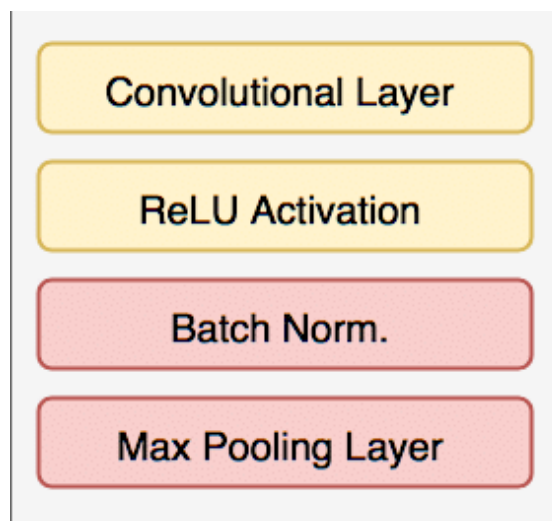 Convolutional Layer
ReLU Activation
Batch Norm.
Max Pooling Layer